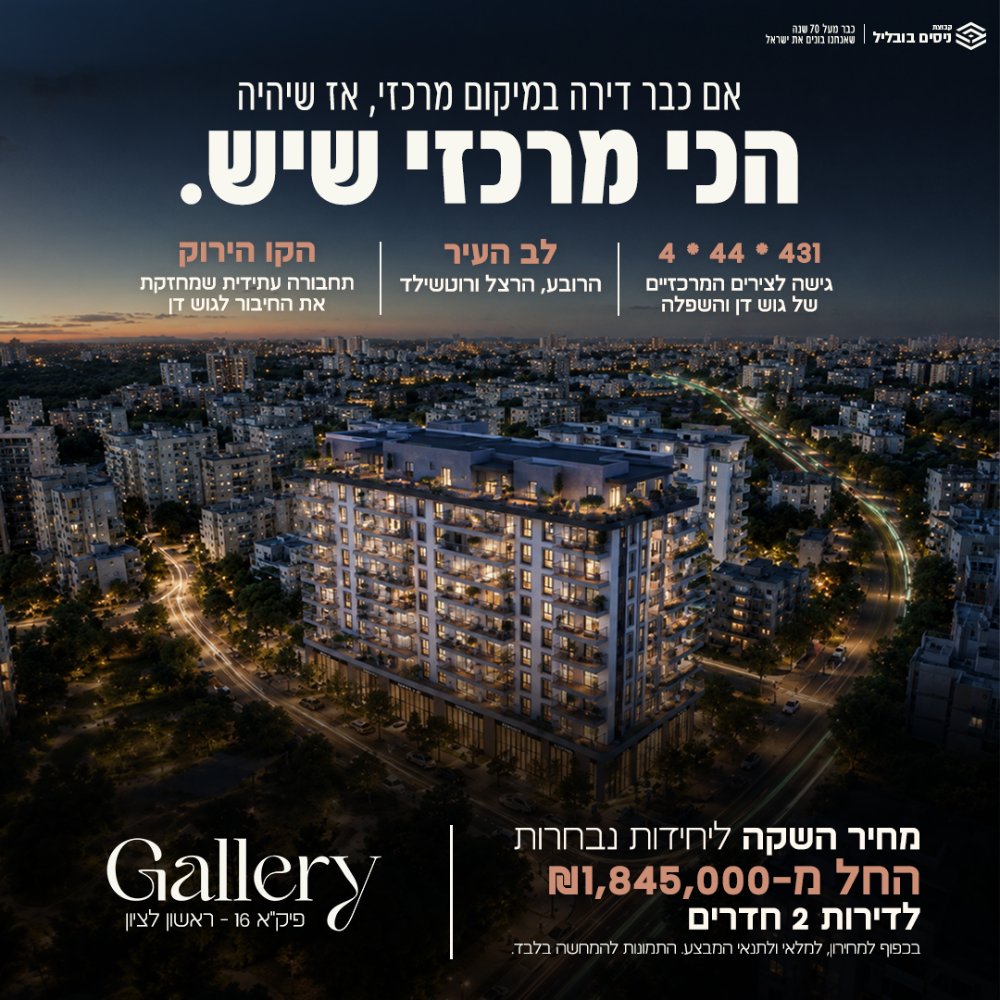 קבוצת
ניסים בובליל
כבר מעל 70 שנה
שאנחנו בונים את ישראל
אם כבר דירה במיקום מרכזי, אז שיהיה
הכי מרכזי שיש.
431 * 44 * 4
גישה לצירים המרכזיים
של גוש דן והשפלה
לב העיר
הרובע, הרצל ורוטשילד
הקו הירוק
תחבורה עתידית שמחזקת
את החיבור לגוש דן
מחיר השקה ליחידות נבחרות
החל מ-1,845,000₪
לדירות 2 חדרים
בכפוף למחירון, למלאי ולתנאי המבצע. התמונות להמחשה בלבד.
Gallery
פיק"א 16 - ראשון לציון